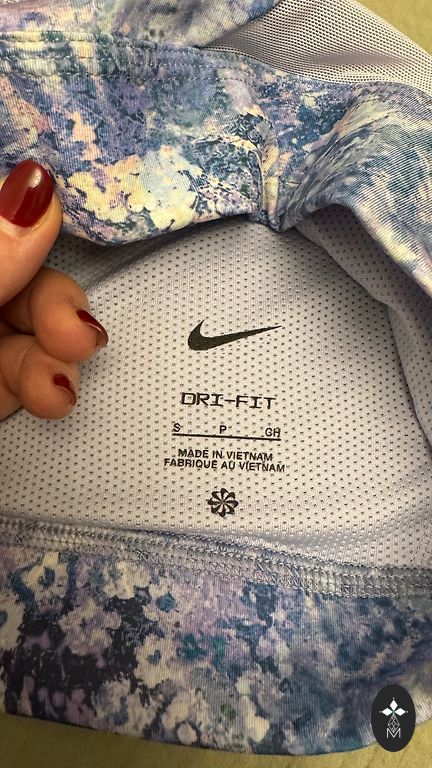 DRI-FIT
S P CH
MADE IN VIETNAM
FABRIQUÉ AU VIETNAM
M